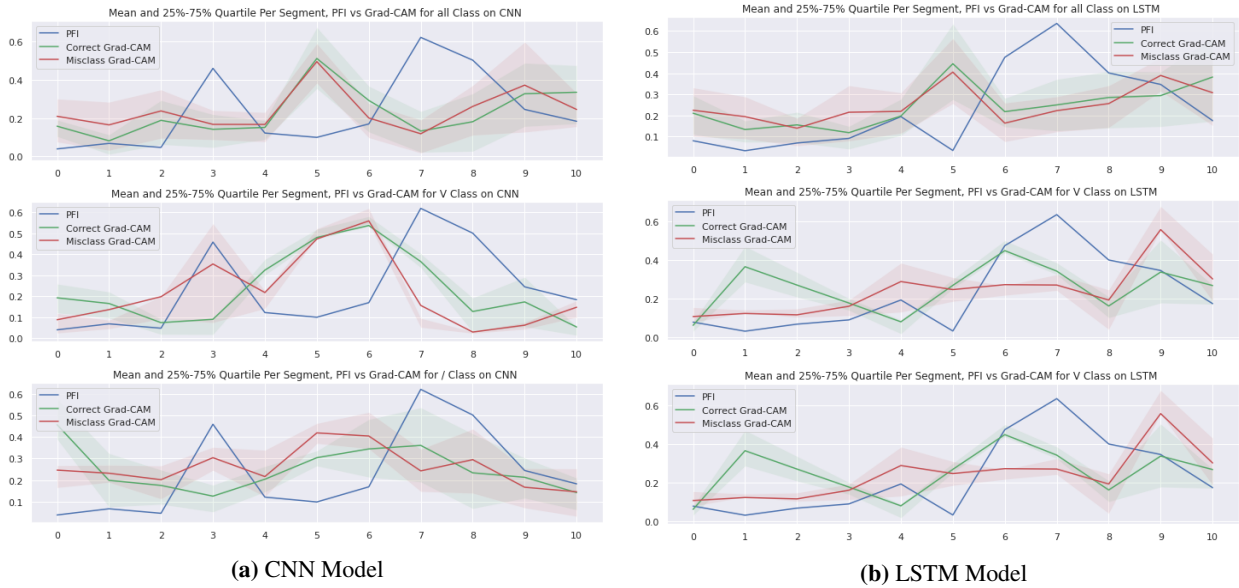 Mean and 25%-75% Quartile Per Segment, PFI vs Grad-CAM for all Class on CNN
PFI
Correct Grad-CAM
Misclass Grad-CAM
0.6
0.4
0.2
0.0
0 1 2 3 4 5 6 7 8 9 10
Mean and 25%-75% Quartile Per Segment, PFI vs Grad-CAM for V Class on CNN
PFI
Correct Grad-CAM
Misclass Grad-CAM
0.6
0.5
0.4
0.3
0.2
0.1
0.0
0 1 2 3 4 5 6 7 8 9 10
Mean and 25%-75% Quartile Per Segment, PFI vs Grad-CAM for / Class on CNN
PFI
Correct Grad-CAM
Misclass Grad-CAM
0.6
0.5
0.4
0.3
0.2
0.1
0 1 2 3 4 5 6 7 8 9 10
(a) CNN Model
Mean and 25%-75% Quartile Per Segment, PFI vs Grad-CAM for all Class on LSTM
PFI
Correct Grad-CAM
Misclass Grad-CAM
0.6
0.5
0.4
0.3
0.2
0.1
0 1 2 3 4 5 6 7 8 9 10
Mean and 25%-75% Quartile Per Segment, PFI vs Grad-CAM for V Class on LSTM
PFI
Correct Grad-CAM
Misclass Grad-CAM
0.6
0.4
0.2
0.0
0 1 2 3 4 5 6 7 8 9 10
Mean and 25%-75% Quartile Per Segment, PFI vs Grad-CAM for V Class on LSTM
PFI
Correct Grad-CAM
Misclass Grad-CAM
0.6
0.4
0.2
0.0
0 1 2 3 4 5 6 7 8 9 10
(b) LSTM Model